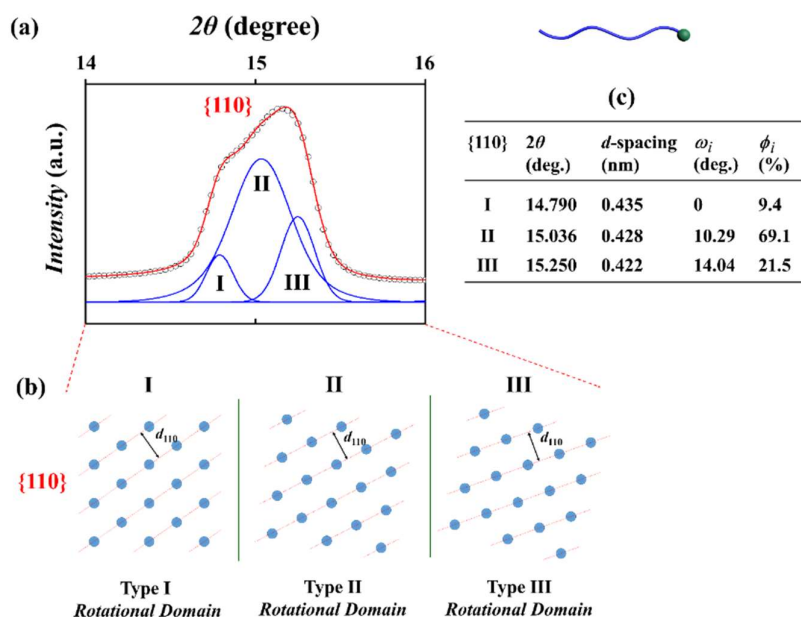 (a)
2θ (degree)
14 15 16
{110}
Intensity (a.u.)
II
I
III
(c)
{110} 2θ (deg.) d-spacing (nm) ωi (deg.) ϕi (%)
I 14.790 0.435 0 9.4
II 15.036 0.428 10.29 69.1
III 15.250 0.422 14.04 21.5
(b)
I II III
d110 d110 d110
{110}
Type I Type II Type III
Rotational Domain Rotational Domain Rotational Domain